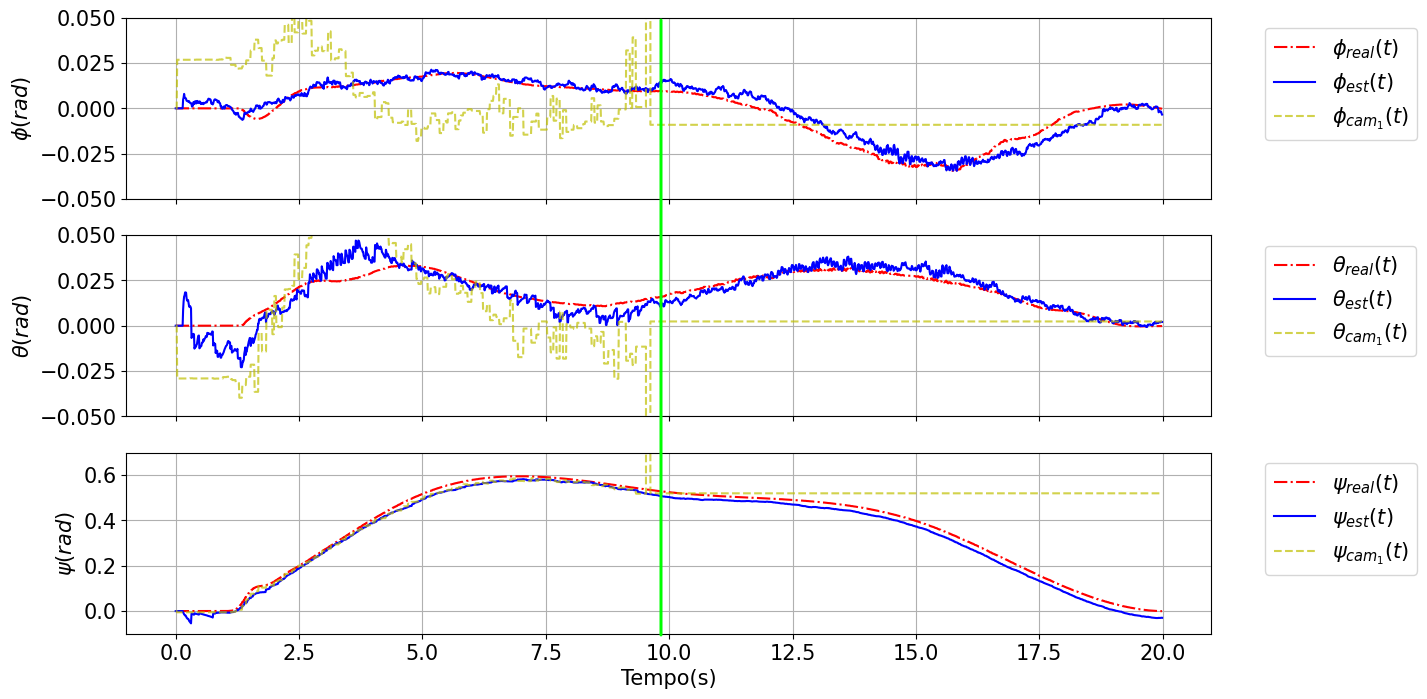 0.050
0.025
0.000
−0.025
−0.050
ϕ(rad)
ϕreal(t)
ϕest(t)
ϕcam1(t)
0.050
0.025
0.000
−0.025
−0.050
θ(rad)
θreal(t)
θest(t)
θcam1(t)
0.6
0.4
0.2
0.0
ψ(rad)
ψreal(t)
ψest(t)
ψcam1(t)
0.0 2.5 5.0 7.5 10.0 12.5 15.0 17.5 20.0
Tempo(s)